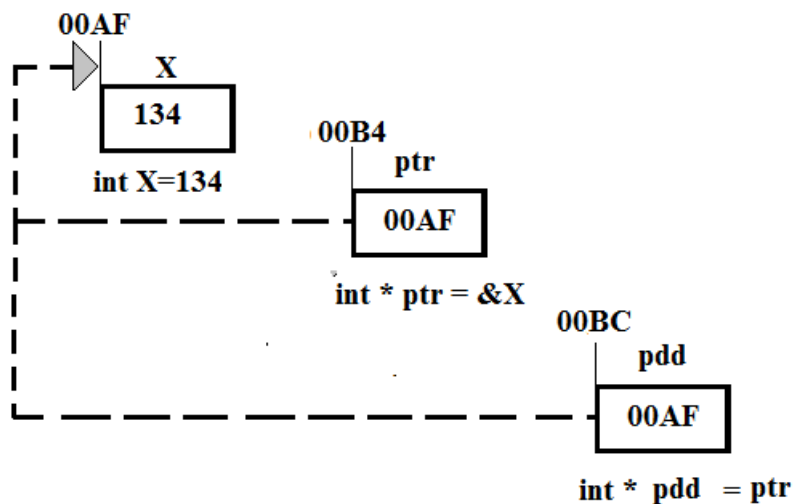 00AF
X
134
int X=134
00B4
ptr
00AF
int * ptr = &X
00BC
pdd
00AF
int * pdd = ptr